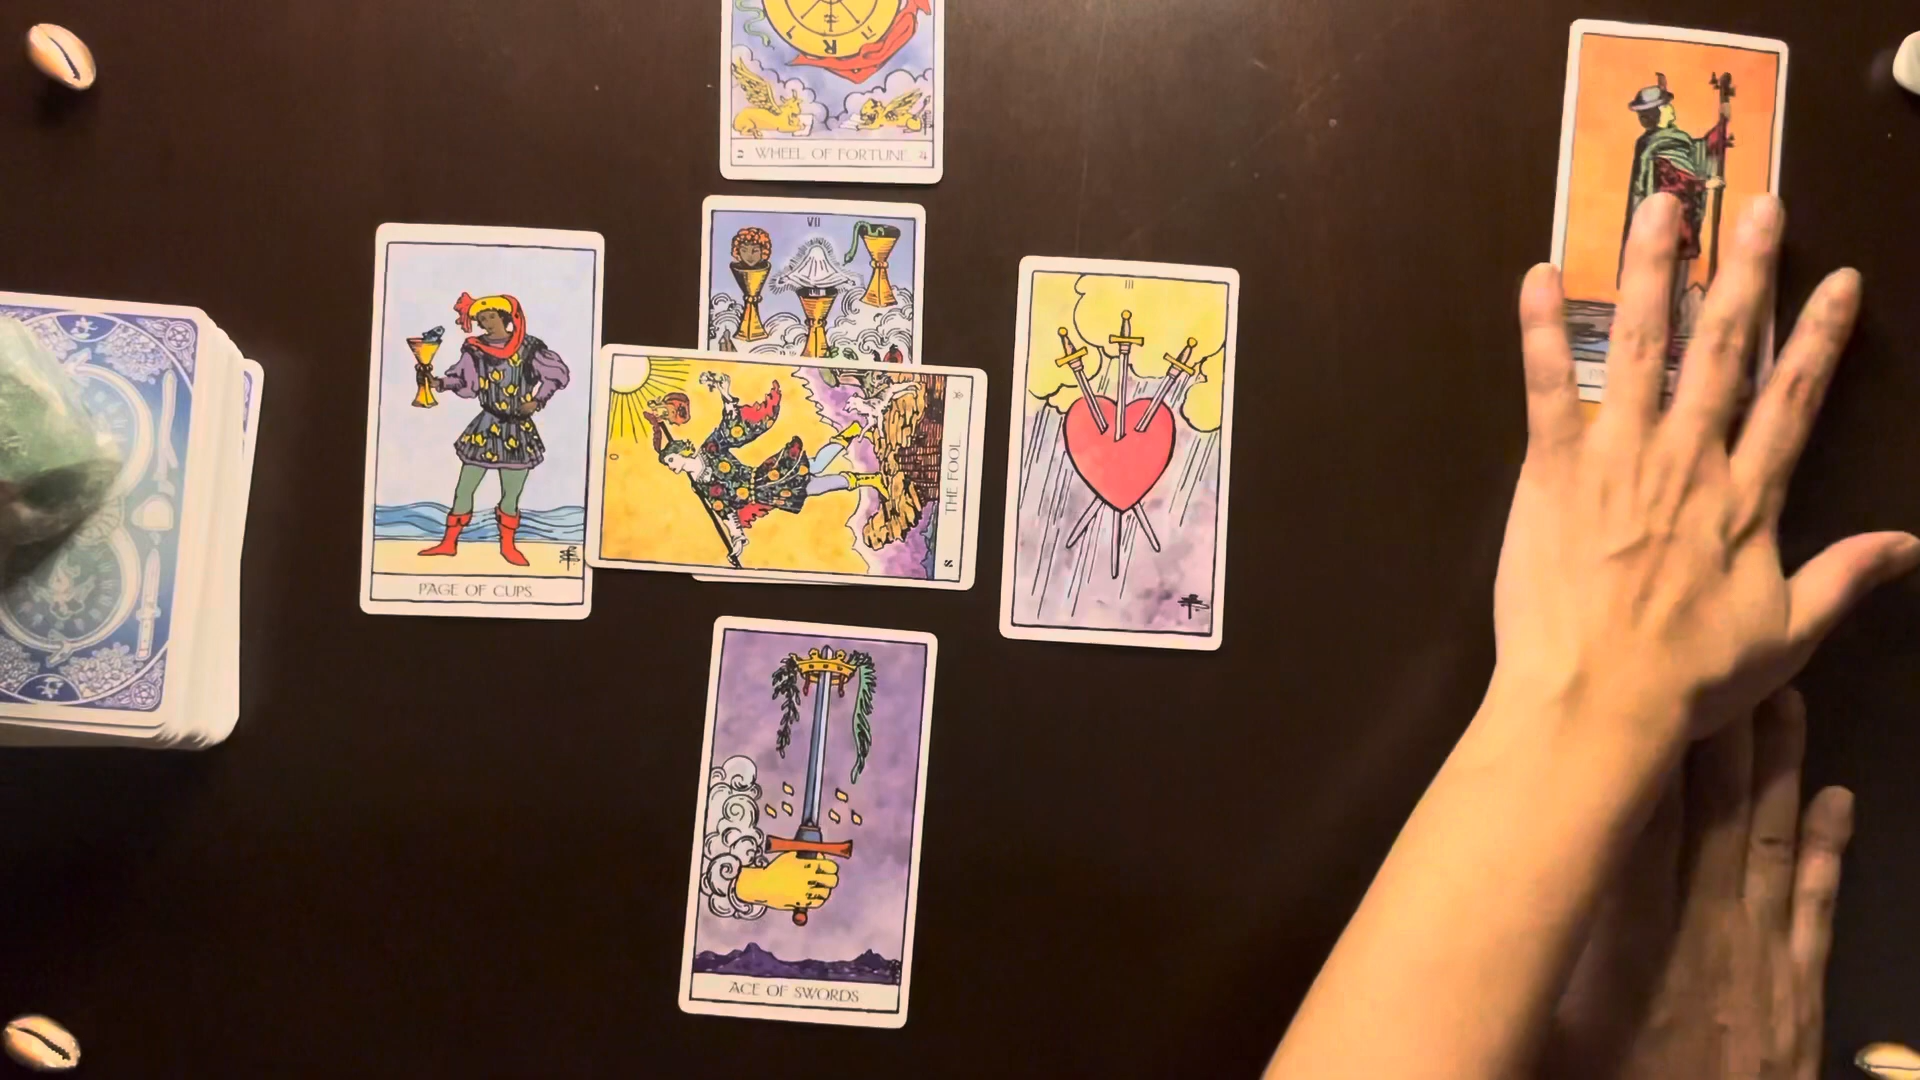 R
WHEEL OF FORTUNE
VII
PAGE OF CUPS
THE FOOL
III
ACE OF SWORDS